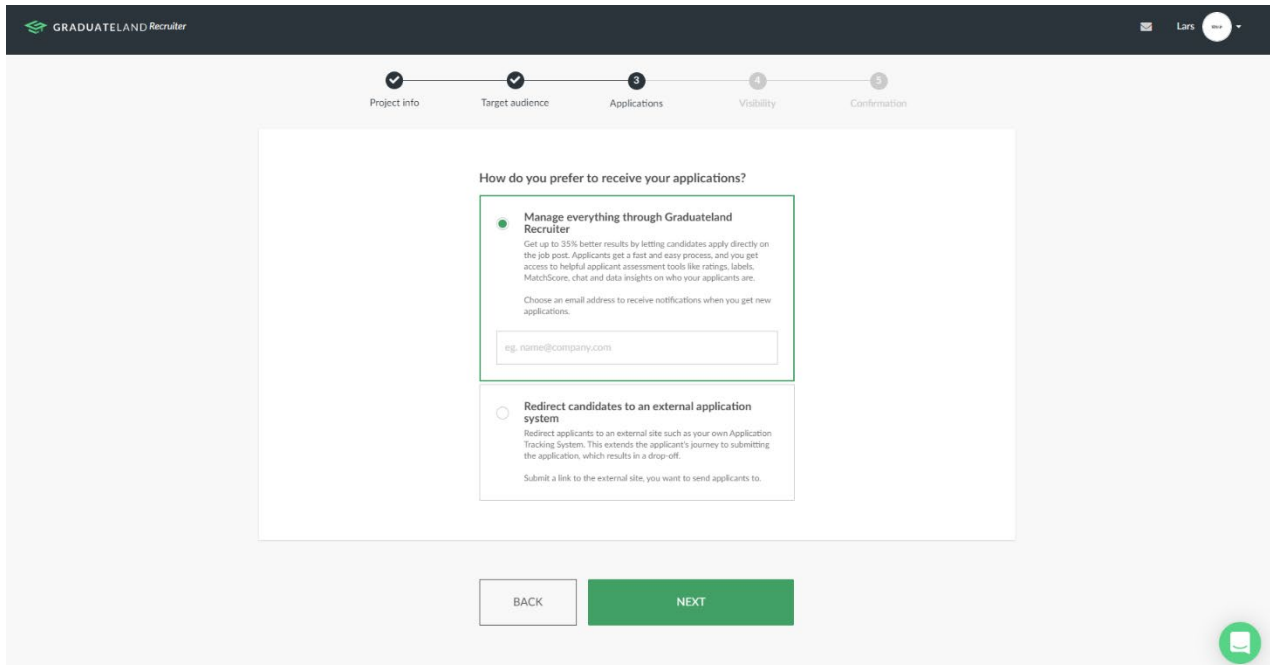 GRADUATELAND Recruiter
Lars
3
4
5
Project info
Target audience
Applications
Visibility
Confirmation
How do you prefer to receive your applications?
Manage everything through Graduateland
Recruiter
Get up to 35% better results by letting candidates apply directly on
the job post. Applicants get a fast and easy process, and you get
access to helpful applicant assessment tools like ratings, labels,
MatchScore, chat and data insights on who your applicants are.
Choose an email address to receive notifications when you get new
applications.
eg. name@company.com
Redirect candidates to an external application
system
Redirect applicants to an external site such as your own Application
Tracking System. This extends the applicant's journey to submitting
the application, which results in a drop-off.
Submit a link to the external site, you want to send applicants to.
BACK
NEXT